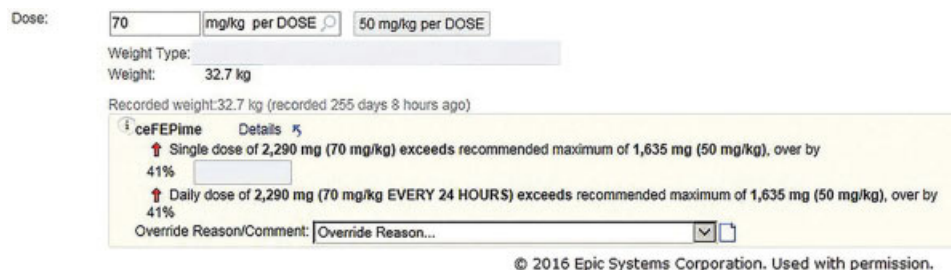 Dose: 70 mg/kg per DOSE 50 mg/kg per DOSE
Weight Type:
Weight: 32.7 kg
Recorded weight:32.7 kg (recorded 255 days 8 hours ago)
ceFEPime Details
Single dose of 2,290 mg (70 mg/kg) exceeds recommended maximum of 1,635 mg (50 mg/kg), over by
41%
Daily dose of 2,290 mg (70 mg/kg EVERY 24 HOURS) exceeds recommended maximum of 1,635 mg (50 mg/kg), over by
41%
Override Reason/Comment: Override Reason...
© 2016 Epic Systems Corporation. Used with permission.